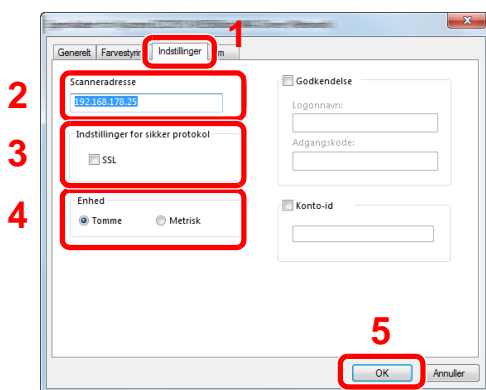 1
Generelt Farvestyrin Indstillinger m
2
Scanneradresse
192.168.178.25
3
Indstillinger for sikker protokol
SSL
4
Enhed
Tomme Metrisk
Godkendelse
Logonnavn:
Adgangskode:
Konto-id
5
OK Annuller